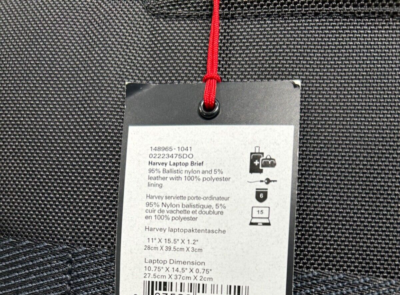 148965-1041
02223475DO
Harvey Laptop Brief
95% Ballistic nylon and 5%
leather with 100% polyester
lining
Harvey serviette porte-ordinateur
95% Nylon balistique, 5%
cuir de vachette et doublure
en 100% polyester
Harvey laptopaktentasche
11" X 15.5" X 1.2"
28cm X 39.5cm X 3cm
Laptop Dimension
10.75" X 14.5" X 0.75"
27.5cm X 37cm X 2cm
15